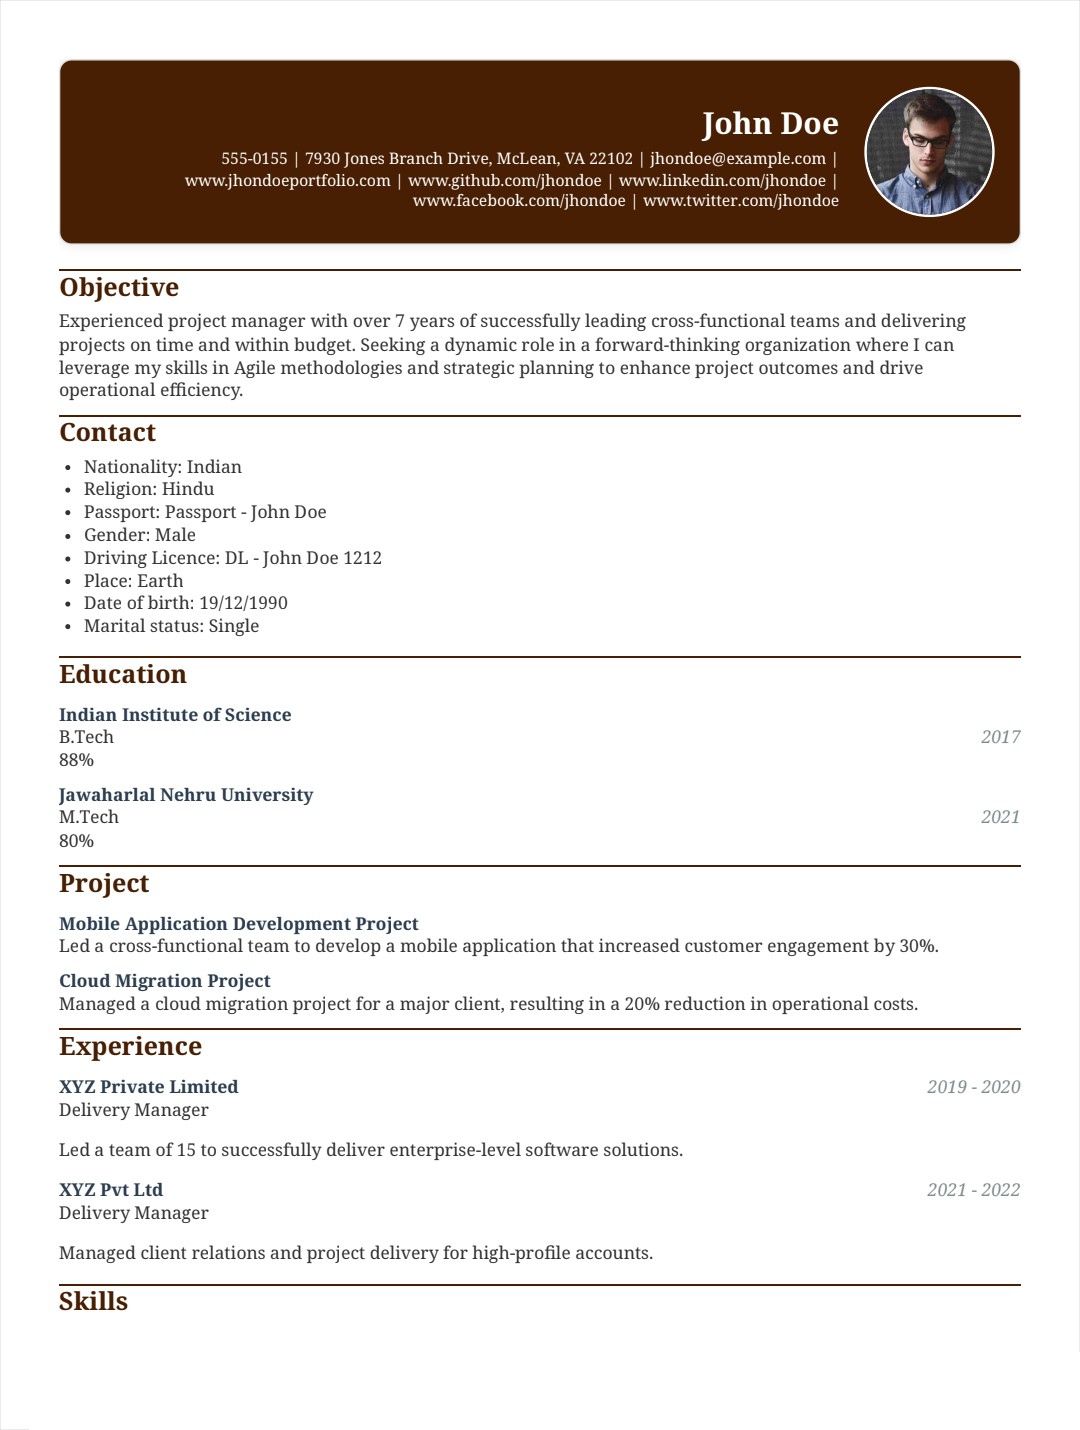 John Doe
555-0155 | 7930 Jones Branch Drive, McLean, VA 22102 | jhondoe@example.com |
www.jhondoeportfolio.com | www.github.com/jhondoe | www.linkedin.com/jhondoe |
www.facebook.com/jhondoe | www.twitter.com/jhondoe
Objective
Experienced project manager with over 7 years of successfully leading cross-functional teams and delivering
projects on time and within budget. Seeking a dynamic role in a forward-thinking organization where I can
leverage my skills in Agile methodologies and strategic planning to enhance project outcomes and drive
operational efficiency.
Contact
• Nationality: Indian
• Religion: Hindu
• Passport: Passport - John Doe
• Gender: Male
• Driving Licence: DL - John Doe 1212
• Place: Earth
• Date of birth: 19/12/1990
• Marital status: Single
Education
Indian Institute of Science
B.Tech 2017
88%
Jawaharlal Nehru University
M.Tech 2021
80%
Project
Mobile Application Development Project
Led a cross-functional team to develop a mobile application that increased customer engagement by 30%.
Cloud Migration Project
Managed a cloud migration project for a major client, resulting in a 20% reduction in operational costs.
Experience
XYZ Private Limited 2019 - 2020
Delivery Manager
Led a team of 15 to successfully deliver enterprise-level software solutions.
XYZ Pvt Ltd 2021 - 2022
Delivery Manager
Managed client relations and project delivery for high-profile accounts.
Skills